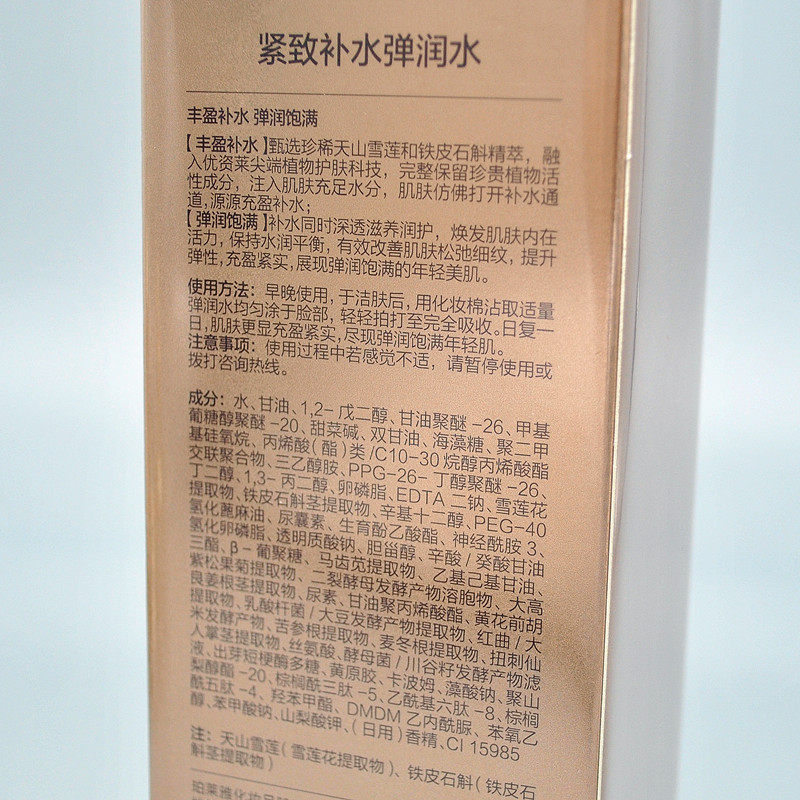 紧致补水弹润水
丰盈补水 弹润饱满
【丰盈补水】甄选珍稀天山雪莲和铁皮石斛精萃，融
入优资莱尖端植物护肤科技，完整保留珍贵植物活
性成分，注入肌肤充足水分，肌肤仿佛打开补水通
道，源源充盈补水；
【弹润饱满】补水同时深透滋养润护，焕发肌肤内在
活力，保持水润平衡，有效改善肌肤松弛细纹，提升
弹性，充盈紧实，展现弹润饱满的年轻美肌。
使用方法：早晚使用，于洁肤后，用化妆棉沾取适量
弹润水均匀涂于脸部，轻轻拍打至完全吸收。日复一
日，肌肤更显充盈紧实，尽现弹润饱满年轻肌。
注意事项：使用过程中若感觉不适，请暂停使用或
拨打咨询热线。
成分：水、甘油、1,2-戊二醇、甘油聚醚-26、甲基
葡糖醇聚醚-20、甜菜碱、双甘油、海藻糖、聚二甲
基硅氧烷、丙烯酸（酯）类/C10-30烷醇丙烯酸酯
交联聚合物、三乙醇胺、PPG-26-丁醇聚醚-26、
丁二醇、1,3-丙二醇、卵磷脂、EDTA二钠、雪莲花
提取物、铁皮石斛茎提取物、辛基十二醇、PEG-40
氢化蓖麻油、尿囊素、生育酚乙酸酯、神经酰胺3、
氢化卵磷脂、透明质酸钠、胆甾醇、辛酸/癸酸甘油
三酯、β-葡聚糖、马齿苋提取物、乙基己基甘油、
紫松果菊提取物、二裂酵母发酵产物溶胞物、大高
良姜根茎提取物、尿素、甘油聚丙烯酸酯、黄花前胡
提取物、乳酸杆菌/大豆发酵产物提取物、红曲/大
米发酵产物、苦参根提取物、麦冬根提取物、扭刺仙
人掌茎提取物、丝氨酸、酵母菌/川谷籽发酵产物滤
液、出芽短梗酶多糖、黄原胶、卡波姆、藻酸钠、聚山
梨醇酯-20、棕榈酰三肽-5、乙酰基六肽-8、棕榈
酰五肽-4、羟苯甲酯、DMDM乙内酰脲、苯氧乙
醇、苯甲酸钠、山梨酸钾、（日用）香精、CI 15985
注：天山雪莲（雪莲花提取物）、铁皮石斛（铁皮石
斛茎提取物）